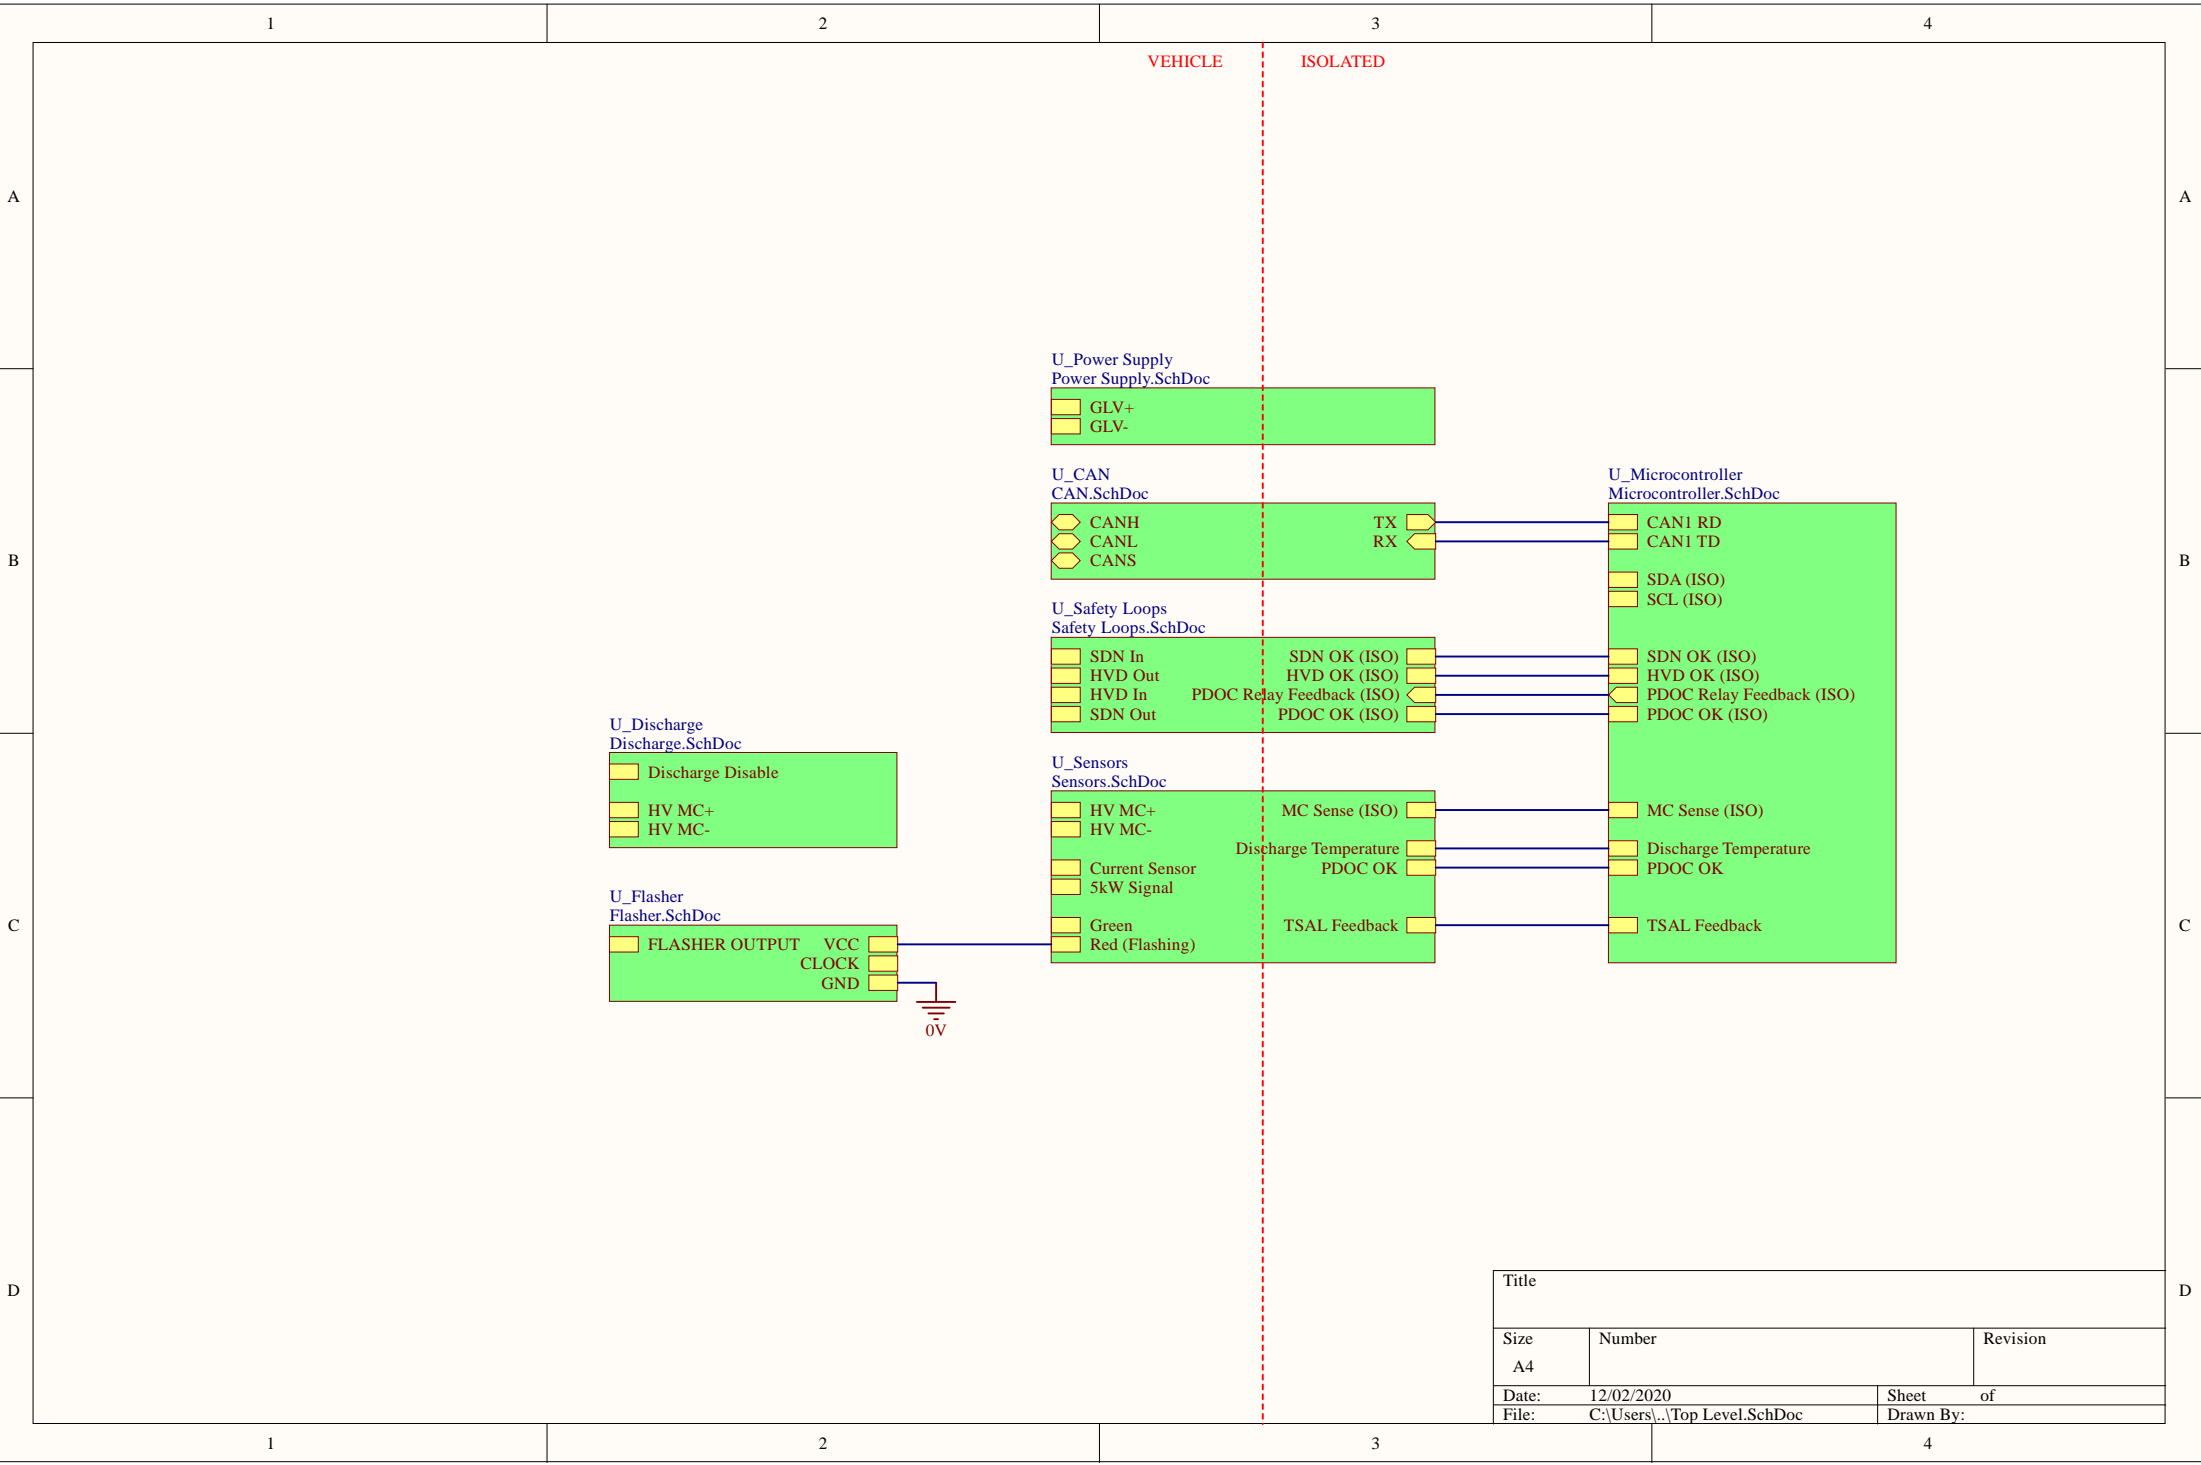 1 2 3 4
VEHICLE ISOLATED
A A
U_Power Supply
Power Supply.SchDoc
GLV+
GLV-
U_CAN
CAN.SchDoc
CANH TX
CANL RX
CANS
U_Microcontroller
Microcontroller.SchDoc
CAN1 RD
CAN1 TD
SDA (ISO)
SCL (ISO)
SDN OK (ISO)
HVD OK (ISO)
PDOC Relay Feedback (ISO)
PDOC OK (ISO)
MC Sense (ISO)
Discharge Temperature
PDOC OK
TSAL Feedback
B B
U_Safety Loops
Safety Loops.SchDoc
SDN In SDN OK (ISO)
HVD Out HVD OK (ISO)
HVD In PDOC Relay Feedback (ISO)
SDN Out PDOC OK (ISO)
U_Discharge
Discharge.SchDoc
Discharge Disable
HV MC+
HV MC-
U_Sensors
Sensors.SchDoc
HV MC+ MC Sense (ISO)
HV MC-
Discharge Temperature
Current Sensor PDOC OK
5kW Signal
Green TSAL Feedback
Red (Flashing)
U_Flasher
Flasher.SchDoc
FLASHER OUTPUT VCC
CLOCK
GND
0V
C C
D D
Title
Size Number Revision
A4
Date: 12/02/2020 Sheet of
File: C:\Users\..\Top Level.SchDoc Drawn By:
1 2 3 4